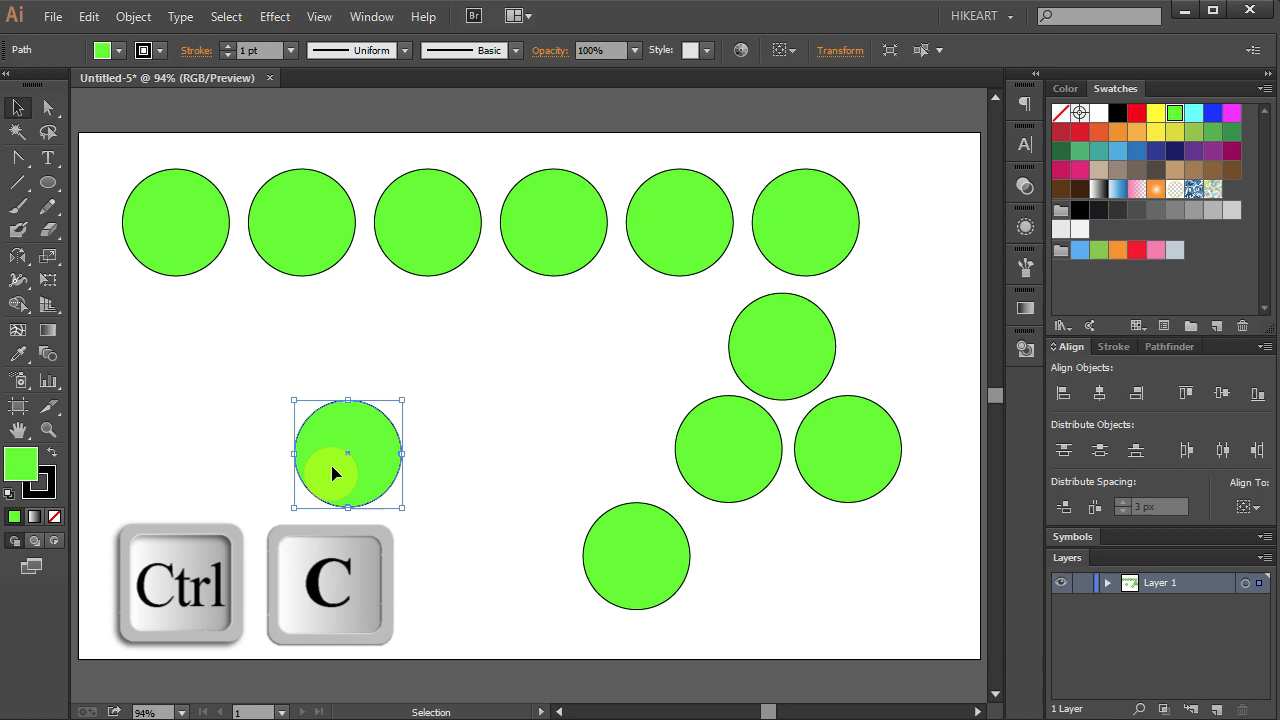 Ai File Edit Object Type Select Effect View Window Help Br HIKEART
Path Stroke: 1 pt Uniform Basic Opacity: 100% Style: Transform
Untitled-5* @ 94% (RGB/Preview)
Color Swatches
Align Stroke Pathfinder
Align Objects:
Distribute Objects:
Distribute Spacing: Align To:
3 px
Symbols
Layers
Layer 1
1 Layer
Ctrl C
94% 1 Selection